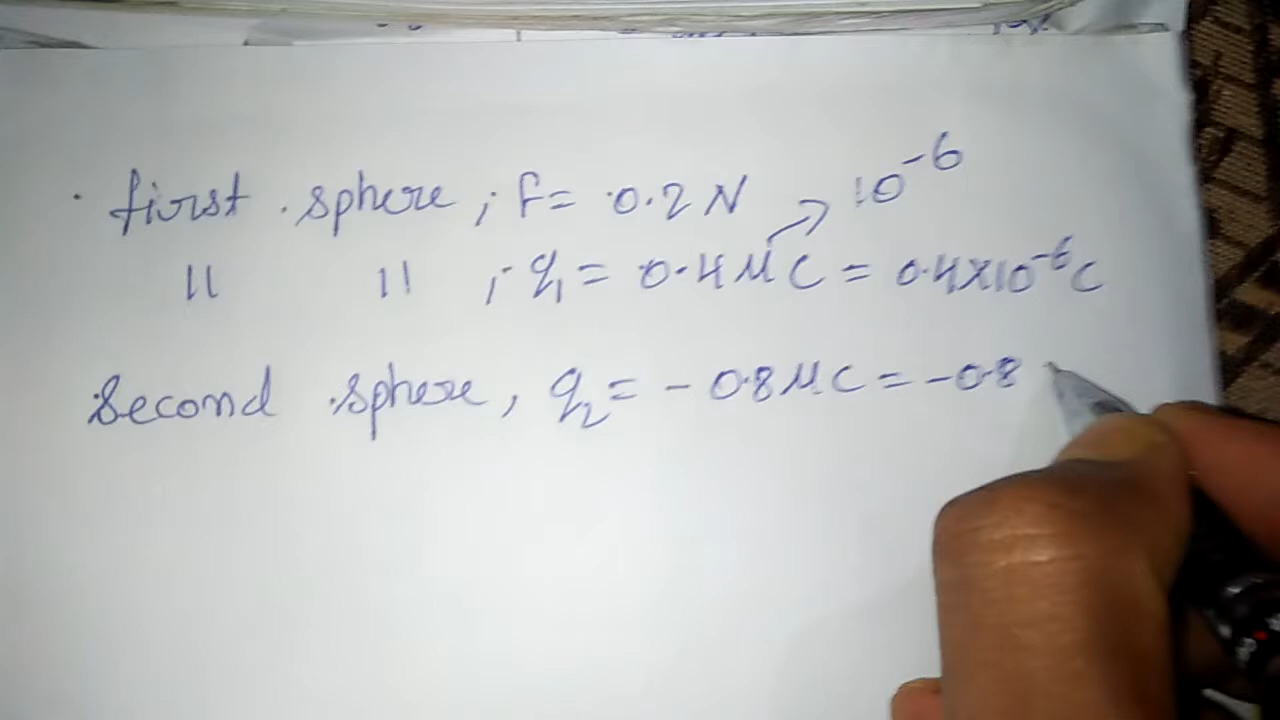 first sphere ; F = 0.2 N → 10⁻⁶
" " ; q₁ = 0.4 μC = 0.4×10⁻⁶ C
Second sphere, q₂ = - 0.8 μC = -0.8